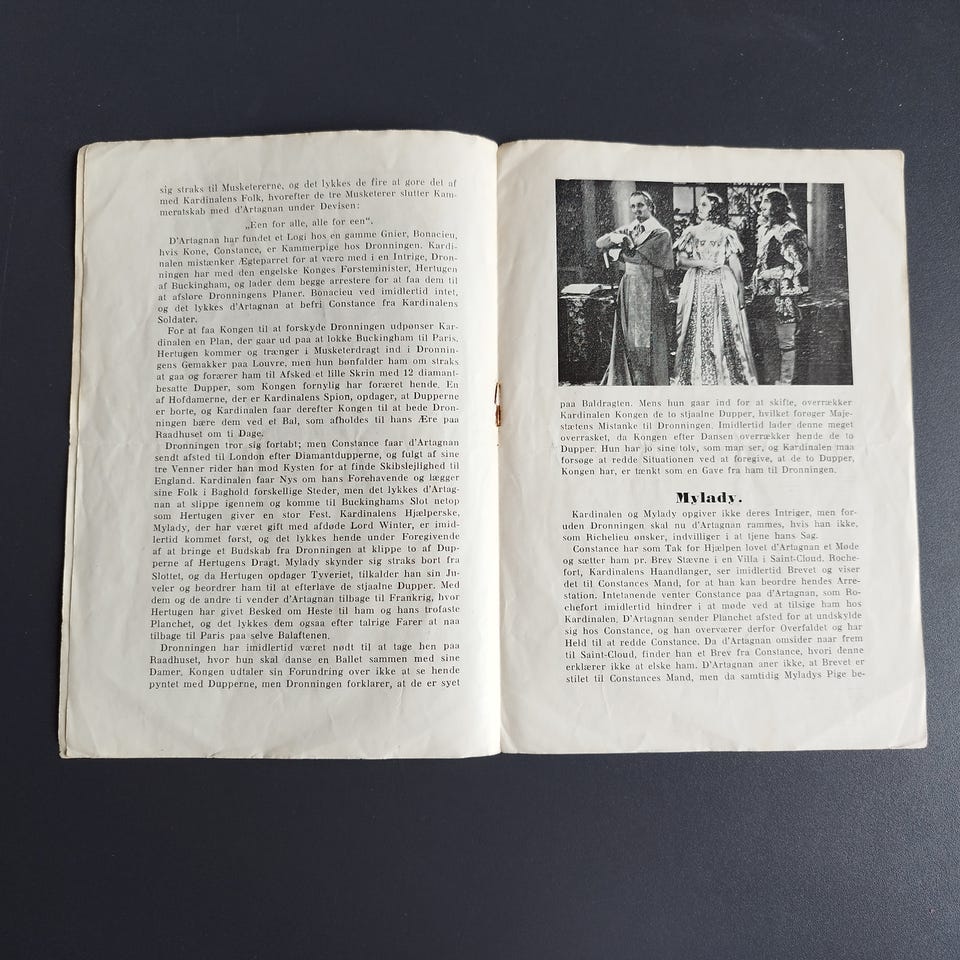 sig straks til Musketererne, og det lykkes de fire at gøre det af
med Kardinalens Folk, hvorefter de tre Musketerer slutter Kam-
meratskab med d'Artagnan under Devisen:
„Een for alle, alle for een“.
D'Artagnan har fundet et Logi hos en gamme Gnier, Bonacieu,
hvis Kone, Constance, er Kammerpige hos Dronningen. Kardi-
nalen mistænker Ægteparret for at være med i en Intrige, Dron-
ningen har med den engelske Konges Førsteminister, Hertugen
af Buckingham, og lader dem begge arrestere for at faa dem til
at afsløre Dronningens Planer. Bonacieu ved imidlertid intet,
og det lykkes d'Artagnan at befri Constance fra Kardinalens
Soldater.
For at faa Kongen til at forskyde Dronningen udpønser Kar-
dinalen en Plan, der gaar ud paa at lokke Buckingham til Paris.
Hertugen kommer og trænger i Musketerdragt ind i Dronnin-
gens Gemakker paa Louvre, men hun bønfalder ham om straks
at gaa og forærer ham til Afsked et lille Skrin med 12 diamant-
besatte Dupper, som Kongen fornylig har foræret hende. En
af Hofdamerne, der er Kardinalens Spion, opdager, at Dupperne
er borte, og Kardinalen faar derefter Kongen til at bede Dron-
ningen bære dem ved et Bal, som afholdes til hans Ære paa
Raadhuset om ti Dage.
Dronningen tror sig fortabt; men Constance faar d'Artagnan
sendt afsted til London efter Diamantdupperne, og fulgt af sine
tre Venner rider han mod Kysten for at finde Skibslejlighed til
England. Kardinalen faar Nys om hans Forehavende og lægger
sine Folk i Baghold forskellige Steder, men det lykkes d'Artag-
nan at slippe igennem og komme til Buckinghams Slot netop
som Hertugen giver en stor Fest. Kardinalens Hjælperske,
Mylady, der har været gift med afdøde Lord Winter, er imid-
lertid kommet først, og det lykkes hende under Foregivende
af at bringe et Budskab fra Dronningen at klippe to af Dup-
perne af Hertugens Dragt. Mylady skynder sig straks bort fra
Slottet, og da Hertugen opdager Tyveriet, tilkalder han sin Ju-
veler og beordrer ham til at efterlave de stjaalne Dupper. Med
dem og de andre ti vender d'Artagnan tilbage til Frankrig, hvor
Hertugen har givet Besked om Heste til ham og hans trofaste
Planchet, og det lykkes dem ogsaa efter talrige Farer at naa
tilbage til Paris paa selve Balaftenen.
Dronningen har imidlertid været nødt til at tage hen paa
Raadhuset, hvor hun skal danse en Ballet sammen med sine
Damer. Kongen udtaler sin Forundring over ikke at se hende
pyntet med Dupperne, men Dronningen forklarer, at de er syet
paa Baldragten. Mens hun gaar ind for at skifte, overrækker
Kardinalen Kongen de to stjaalne Dupper, hvilket forøger Maje-
stætens Mistanke til Dronningen. Imidlertid lader denne meget
overrasket, da Kongen efter Dansen overrækker hende de to
Dupper. Hun har jo sine tolv, som man ser, og Kardinalen maa
forsøge at redde Situationen ved at foregive, at de to Dupper,
Kongen har, er tænkt som en Gave fra ham til Dronningen.
Mylady.
Kardinalen og Mylady opgiver ikke deres Intriger, men for-
uden Dronningen skal nu d'Artagnan rammes, hvis han ikke,
som Richelieu ønsker, indvilliger i at tjene hans Sag.
Constance har som Tak for Hjælpen lovet d'Artagnan et Møde
og sætter ham pr. Brev Stævne i en Villa i Saint-Cloud. Roche-
fort, Kardinalens Haandlanger, ser imidlertid Brevet og viser
det til Constances Mand, for at han kan beordre hendes Arre-
station. Intetanende venter Constance paa d'Artagnan, som Ro-
chefort imidlertid hindrer i at møde ved at tilsige ham hos
Kardinalen. D'Artagnan sender Planchet afsted for at undskylde
sig hos Constance, og han overværer derfor Overfaldet og har
Held til at redde Constance. Da d'Artagnan omsider naar frem
til Saint-Cloud, finder han et Brev fra Constance, hvori denne
erklærer ikke at elske ham. D'Artagnan aner ikke, at Brevet er
stilet til Constances Mand, men da samtidig Myladys Pige be-